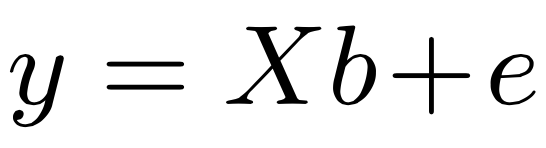 y = Xb+e